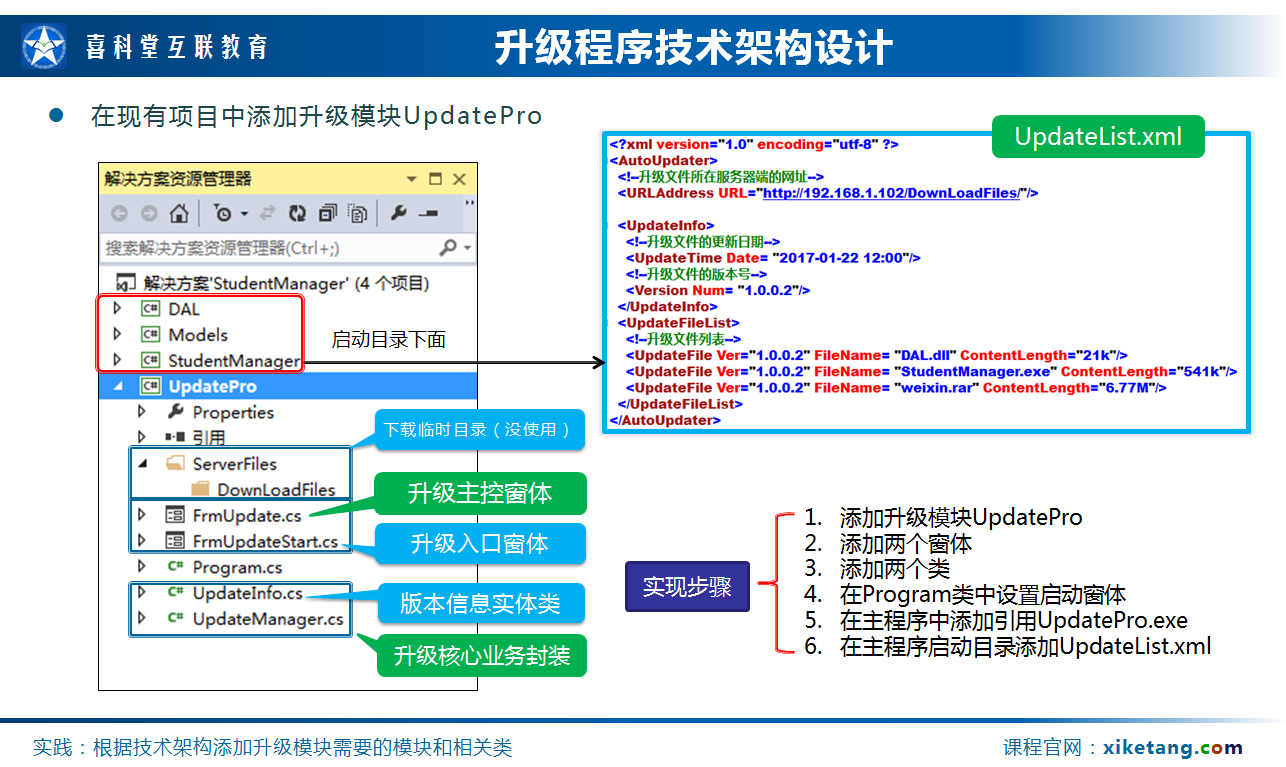 喜科堂互联教育
升级程序技术架构设计
在现有项目中添加升级模块UpdatePro
解决方案资源管理器
搜索解决方案资源管理器(Ctrl+;)
解决方案'StudentManager' (4 个项目)
C# DAL
C# Models
C# StudentManager
C# UpdatePro
Properties
引用
ServerFiles
DownLoadFiles
FrmUpdate.cs
FrmUpdateStart.cs
C# Program.cs
C# UpdateInfo.cs
C# UpdateManager.cs
启动目录下面
下载临时目录（没使用）
升级主控窗体
升级入口窗体
版本信息实体类
升级核心业务封装
UpdateList.xml
<?xml version="1.0" encoding="utf-8" ?>
<AutoUpdater>
<!--升级文件所在服务器端的网址-->
<URLAddress URL="http://192.168.1.102/DownLoadFiles/"/>
<UpdateInfo>
<!--升级文件的更新日期-->
<UpdateTime Date= "2017-01-22 12:00"/>
<!--升级文件的版本号-->
<Version Num= "1.0.0.2"/>
</UpdateInfo>
<UpdateFileList>
<!--升级文件列表-->
<UpdateFile Ver="1.0.0.2" FileName= "DAL.dll" ContentLength="21k"/>
<UpdateFile Ver="1.0.0.2" FileName= "StudentManager.exe" ContentLength="541k"/>
<UpdateFile Ver="1.0.0.2" FileName= "weixin.rar" ContentLength="6.77M"/>
</UpdateFileList>
</AutoUpdater>
实现步骤
1. 添加升级模块UpdatePro
2. 添加两个窗体
3. 添加两个类
4. 在Program类中设置启动窗体
5. 在主程序中添加引用UpdatePro.exe
6. 在主程序启动目录添加UpdateList.xml
实践：根据技术架构添加升级模块需要的模块和相关类
课程官网：xiketang.com